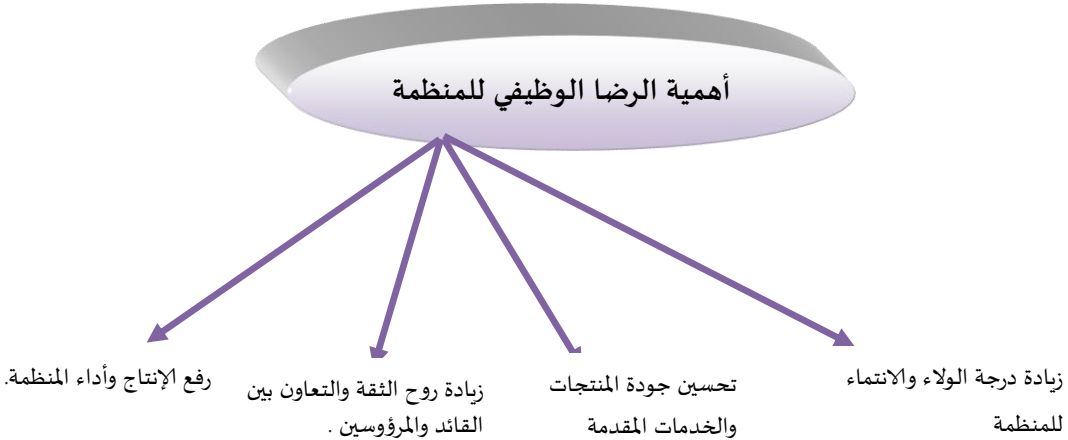 أهمية الرضا الوظيفي للمنظمة
زيادة درجة الولاء والانتماء
للمنظمة
تحسين جودة المنتجات
والخدمات المقدمة
زيادة روح الثقة والتعاون بين
القائد والمرؤوسين .
رفع الإنتاج وأداء المنظمة.